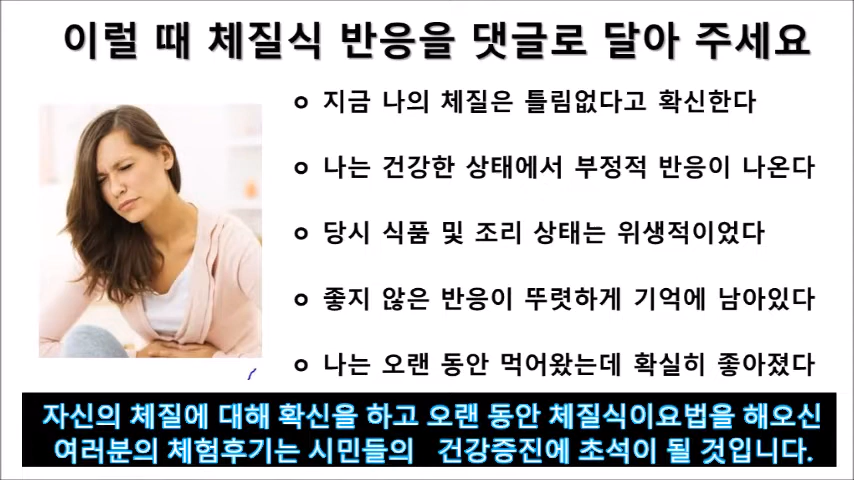 이럴 때 체질식 반응을 댓글로 달아 주세요
ㅇ 지금 나의 체질은 틀림없다고 확신한다
ㅇ 나는 건강한 상태에서 부정적 반응이 나온다
ㅇ 당시 식품 및 조리 상태는 위생적이었다
ㅇ 좋지 않은 반응이 뚜렷하게 기억에 남아있다
ㅇ 나는 오랜 동안 먹어왔는데 확실히 좋아졌다
자신의 체질에 대해 확신을 하고 오랜 동안 체질식이요법을 해오신
여러분의 체험후기는 시민들의 건강증진에 초석이 될 것입니다.